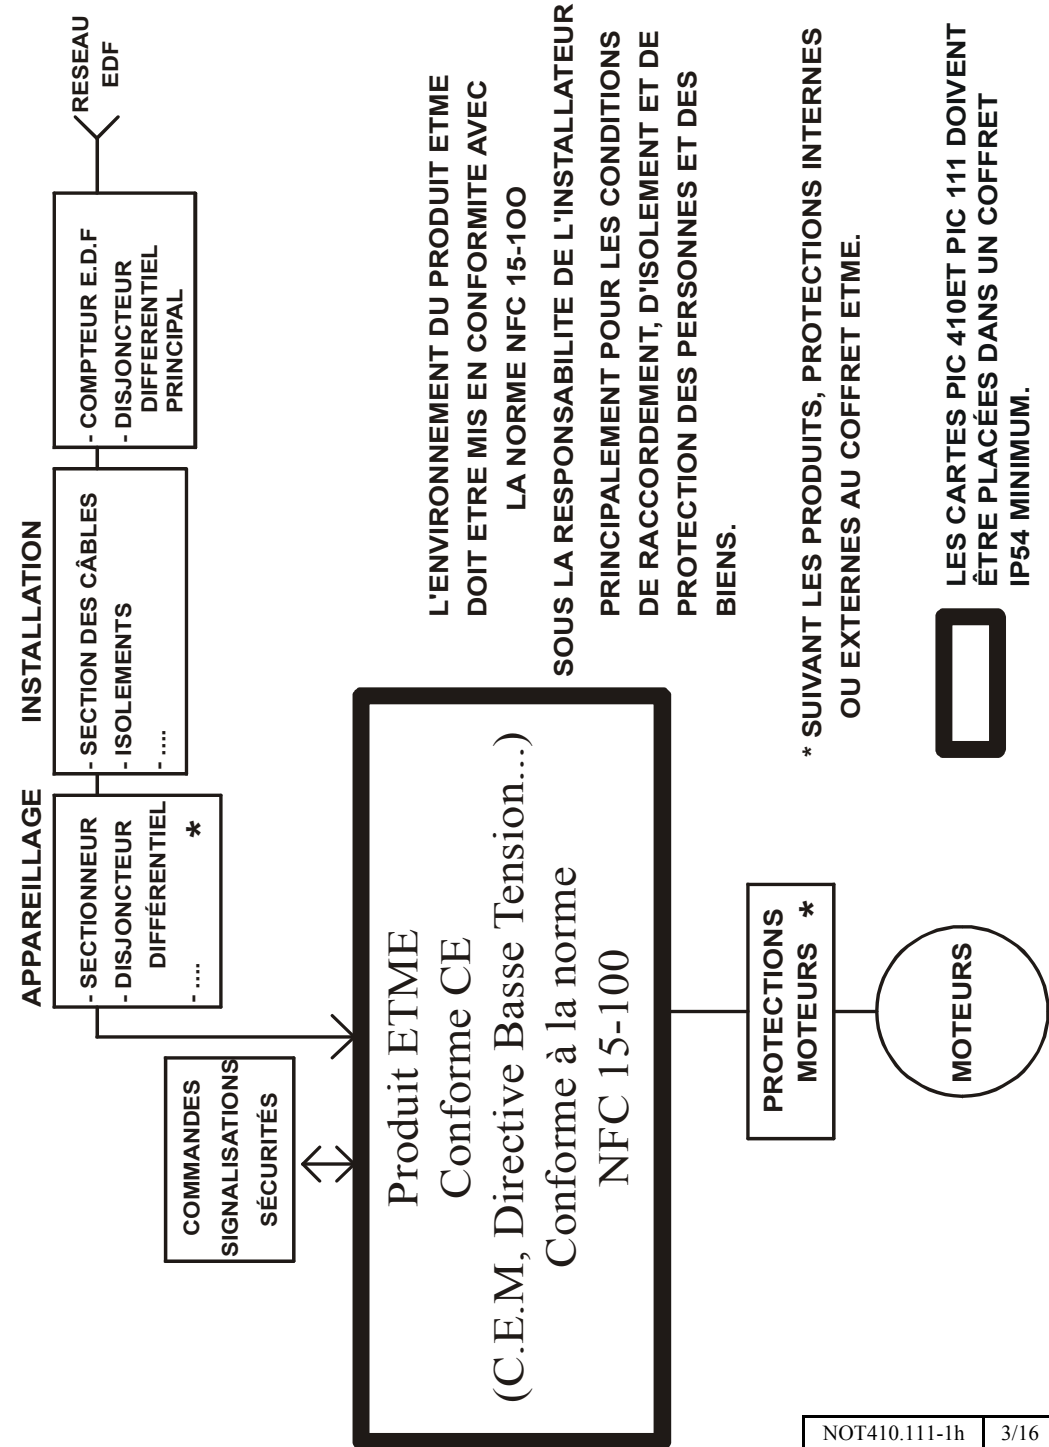 APPAREILLAGE
INSTALLATION
- SECTIONNEUR
- DISJONCTEUR
DIFFÉRENTIEL
- .... *
- SECTION DES CÂBLES
- ISOLEMENTS
- ....
- COMPTEUR E.D.F
- DISJONCTEUR
DIFFERENTIEL
PRINCIPAL
RESEAU
EDF
COMMANDES
SIGNALISATIONS
SÉCURITÉS
Produit ETME
Conforme CE
(C.E.M, Directive Basse Tension...)
Conforme à la norme
NFC 15-100
PROTECTIONS
MOTEURS *
MOTEURS
L'ENVIRONNEMENT DU PRODUIT ETME
DOIT ETRE MIS EN CONFORMITE AVEC
LA NORME NFC 15-1OO
SOUS LA RESPONSABILITE DE L'INSTALLATEUR
PRINCIPALEMENT POUR LES CONDITIONS
DE RACCORDEMENT, D'ISOLEMENT ET DE
PROTECTION DES PERSONNES ET DES
BIENS.
* SUIVANT LES PRODUITS, PROTECTIONS INTERNES
OU EXTERNES AU COFFRET ETME.
LES CARTES PIC 410ET PIC 111 DOIVENT
ÊTRE PLACÉES DANS UN COFFRET
IP54 MINIMUM.
NOT410.111-1h 3/16